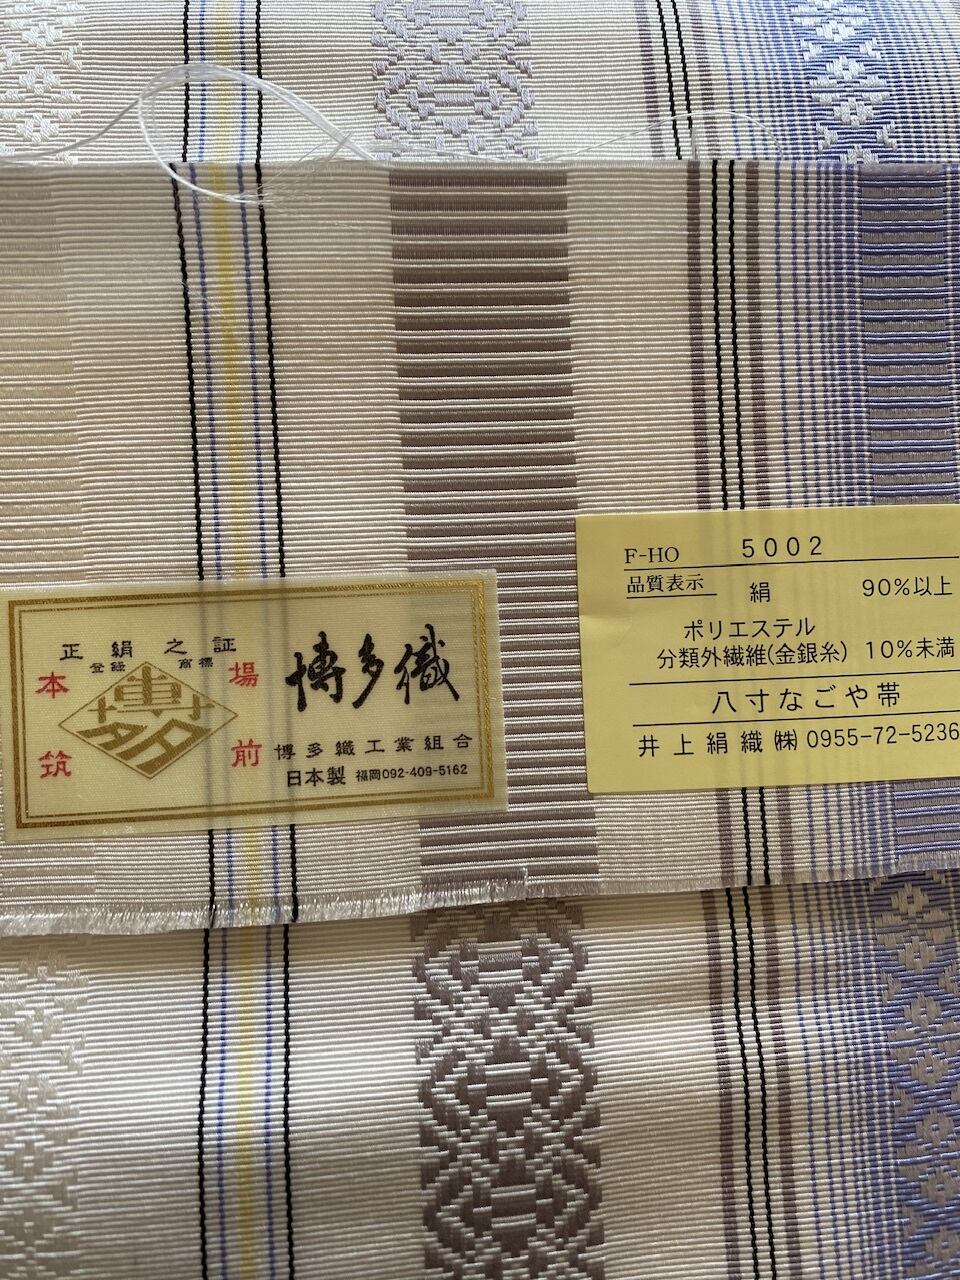 正絹之証
登録 商標
本場
筑前
博多
博多織
博多織工業組合
日本製 福岡092-409-5162
F-HO 5002
品質表示 絹 90%以上
ポリエステル
分類外繊維(金銀糸) 10%未満
八寸なごや帯
井上絹織㈱ 0955-72-5236